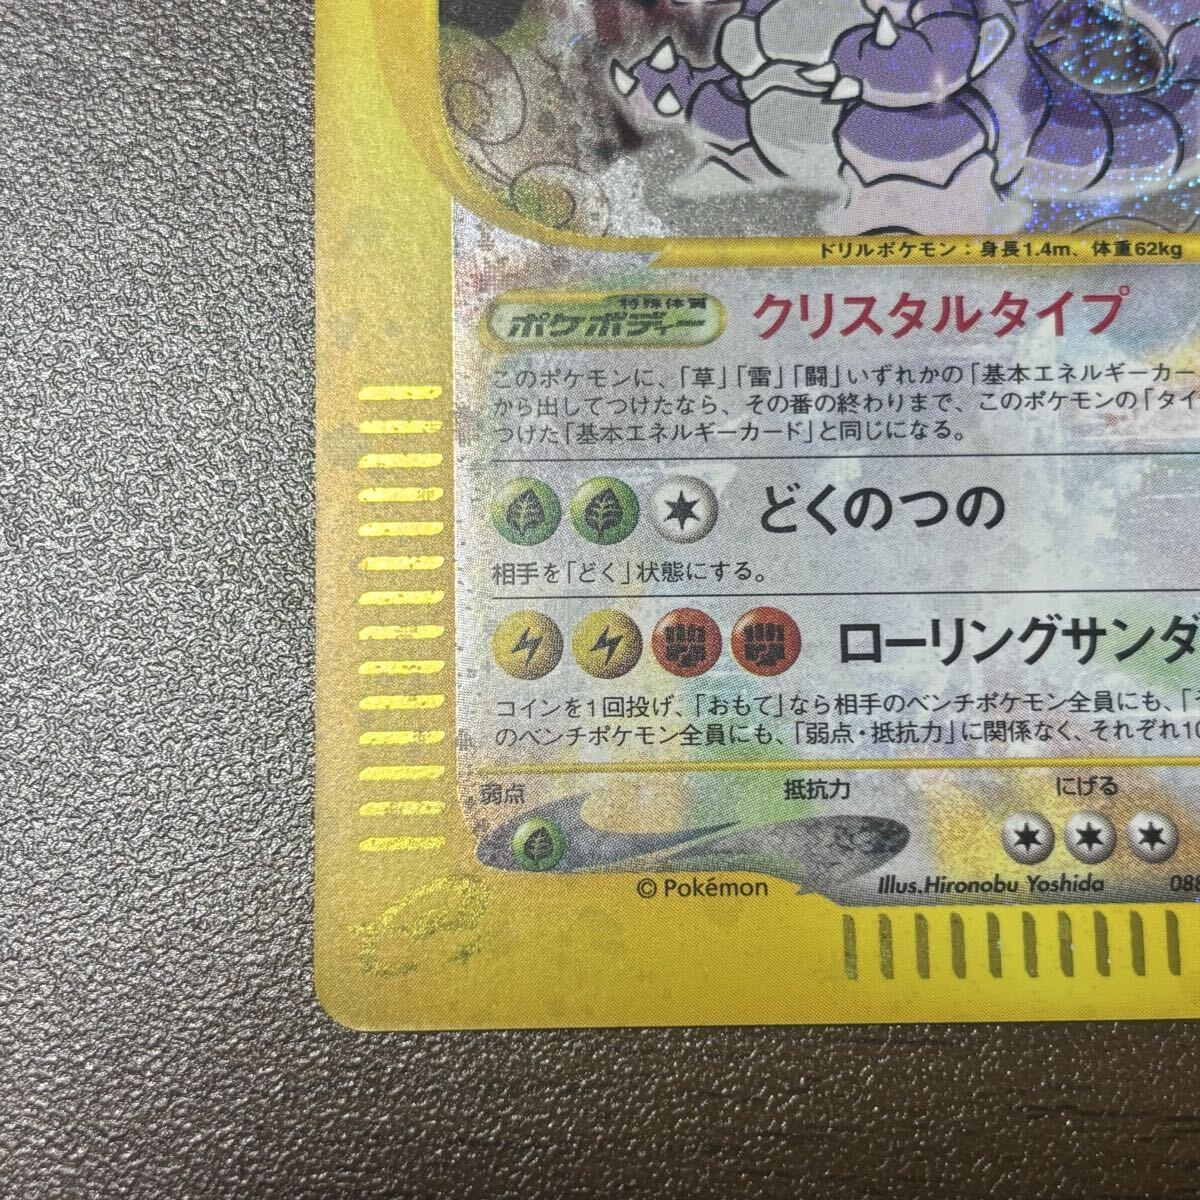 ドリルポケモン：身長1.4m、体重62kg
特殊体質
ポケボディー クリスタルタイプ
このポケモンに、「草」「雷」「闘」いずれかの「基本エネルギーカー
から出してつけたなら、その番の終わりまで、このポケモンの「タイ
つけた「基本エネルギーカード」と同じになる。
どくのつの
相手を「どく」状態にする。
ローリングサンダ
コインを1回投げ、「おもて」なら相手のベンチポケモン全員にも、「
のベンチポケモン全員にも、「弱点・抵抗力」に関係なく、それぞれ10
弱点 抵抗力 にげる
© Pokémon Illus.Hironobu Yoshida 088